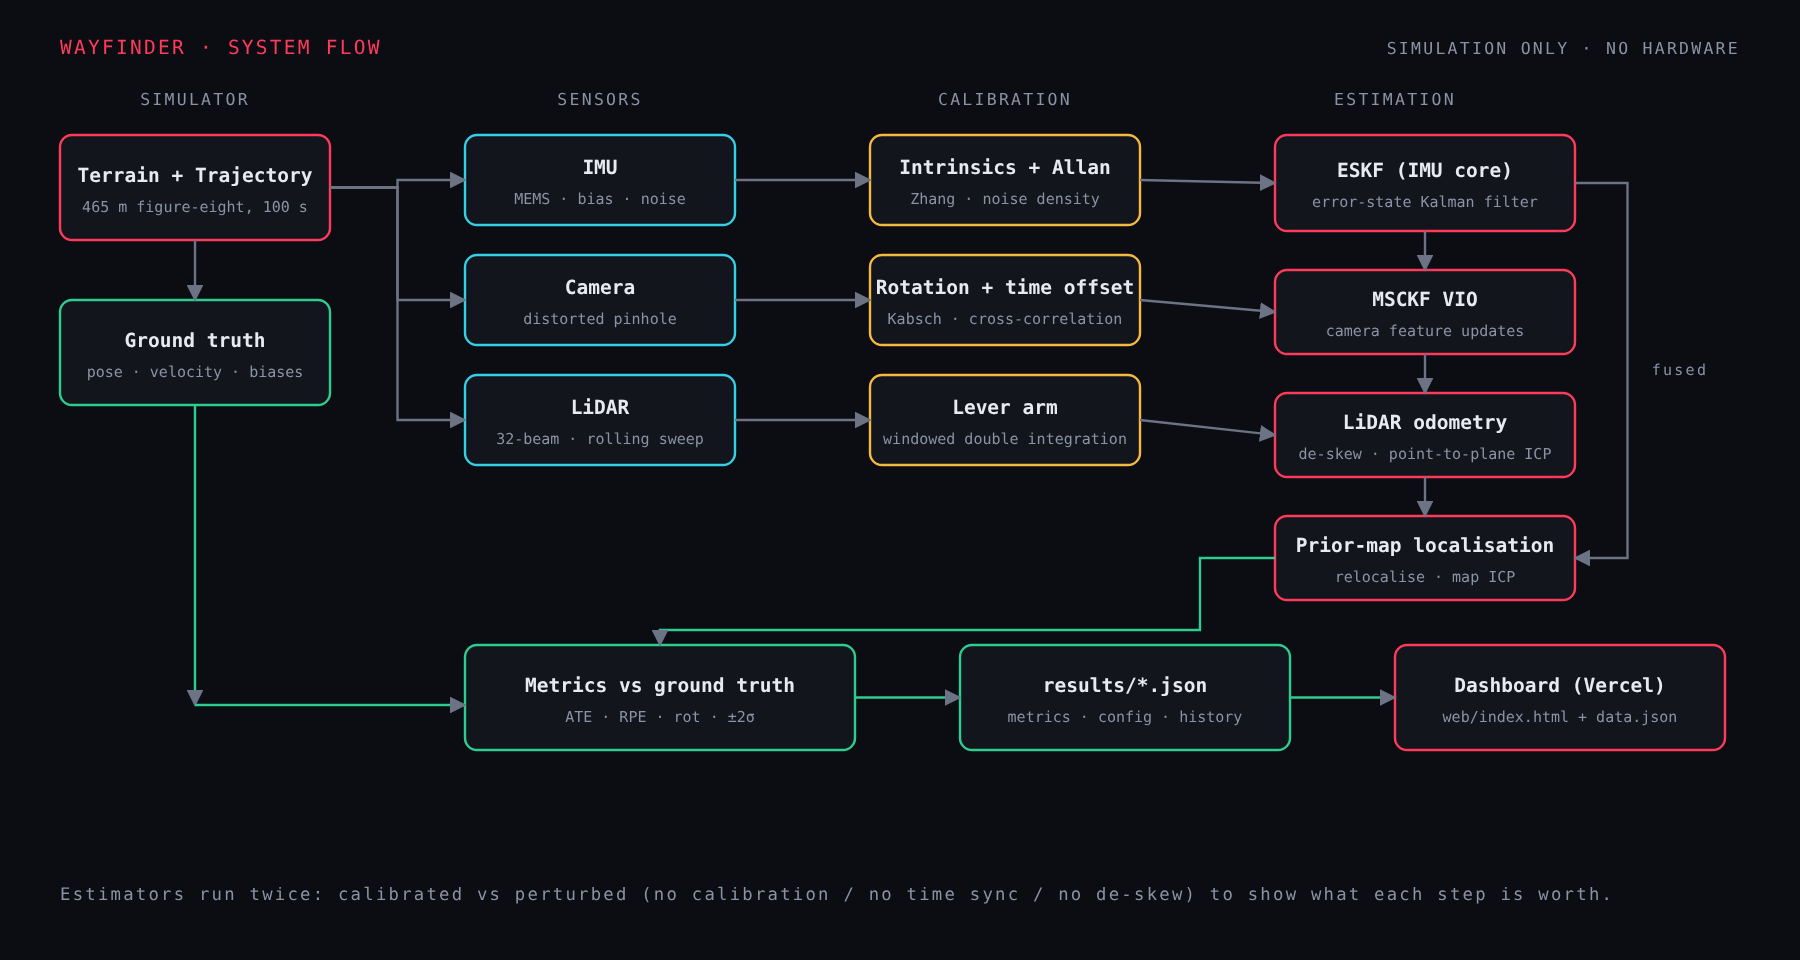 WAYFINDER · SYSTEM FLOW
SIMULATION ONLY · NO HARDWARE
SIMULATOR
SENSORS
CALIBRATION
ESTIMATION
Terrain + Trajectory
465 m figure-eight, 100 s
IMU
MEMS · bias · noise
Intrinsics + Allan
Zhang · noise density
ESKF (IMU core)
error-state Kalman filter
Ground truth
pose · velocity · biases
Camera
distorted pinhole
Rotation + time offset
Kabsch · cross-correlation
MSCKF VIO
camera feature updates
LiDAR
32-beam · rolling sweep
Lever arm
windowed double integration
LiDAR odometry
de-skew · point-to-plane ICP
fused
Prior-map localisation
relocalise · map ICP
Metrics vs ground truth
ATE · RPE · rot · ±2σ
results/*.json
metrics · config · history
Dashboard (Vercel)
web/index.html + data.json
Estimators run twice: calibrated vs perturbed (no calibration / no time sync / no de-skew) to show what each step is worth.